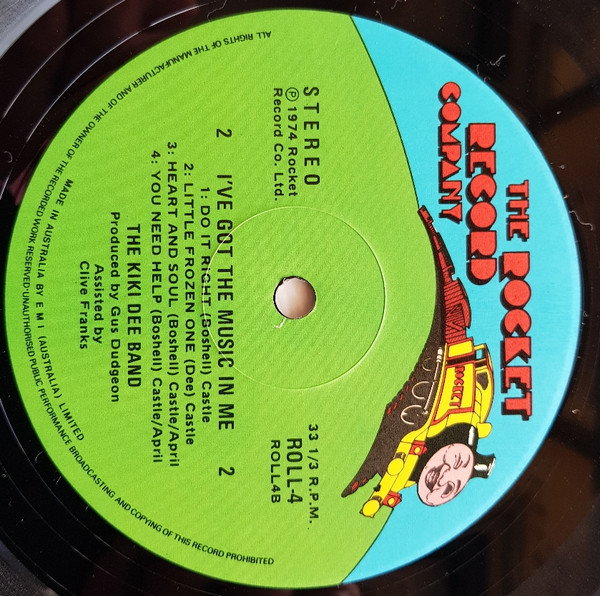 THE ROCKET
RECORD
COMPANY
ROCKET
STEREO
Ⓟ 1974 Rocket
Record Co. Ltd.
33 1/3 R.P.M.
ROLL-4
ROLL4B
2 I'VE GOT THE MUSIC IN ME 2
1: DO IT RIGHT (Boshell) Castle
2: LITTLE FROZEN ONE (Dee) Castle
3: HEART AND SOUL (Boshell) Castle/April
4: YOU NEED HELP (Boshell) Castle/April
THE KIKI DEE BAND
Produced by Gus Dudgeon
Assisted by
Clive Franks
MADE IN AUSTRALIA BY E M I (AUSTRALIA) LIMITED
ALL RIGHTS OF THE MANUFACTURER AND OF THE OWNER OF THE RECORDED WORK RESERVED·UNAUTHORISED PUBLIC PERFORMANCE BROADCASTING AND COPYING OF THIS RECORD PROHIBITED